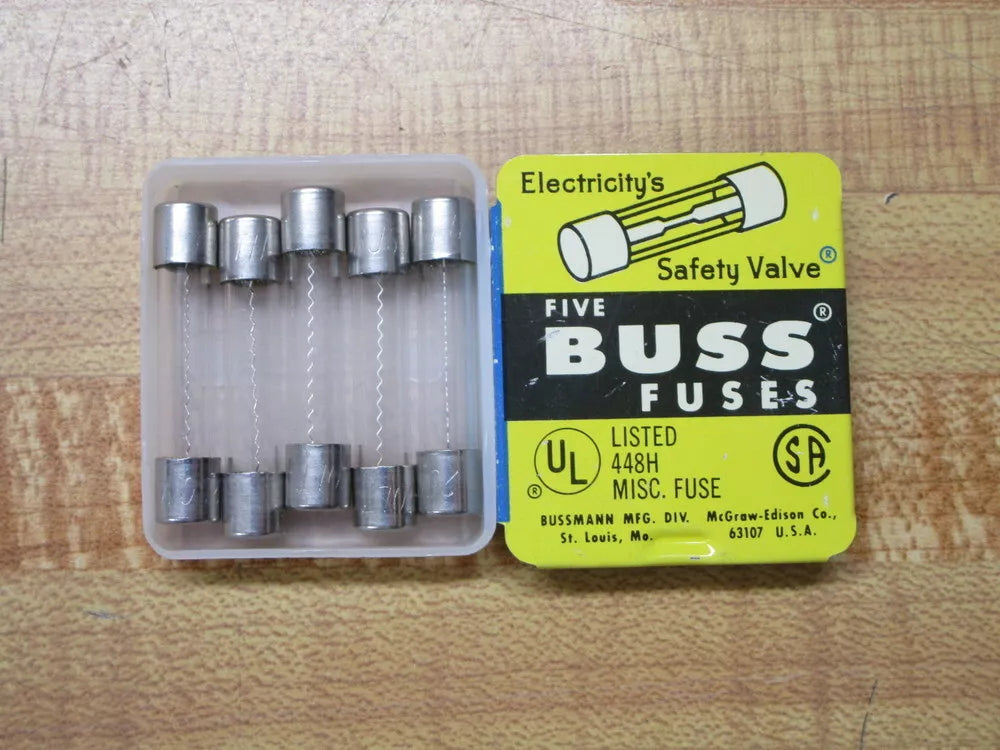 Electricity's
Safety Valve®
FIVE
BUSS®
FUSES
UL®
LISTED
448H
MISC. FUSE
SA
BUSSMANN MFG. DIV. McGraw-Edison Co.,
St. Louis, Mo. 63107 U.S.A.